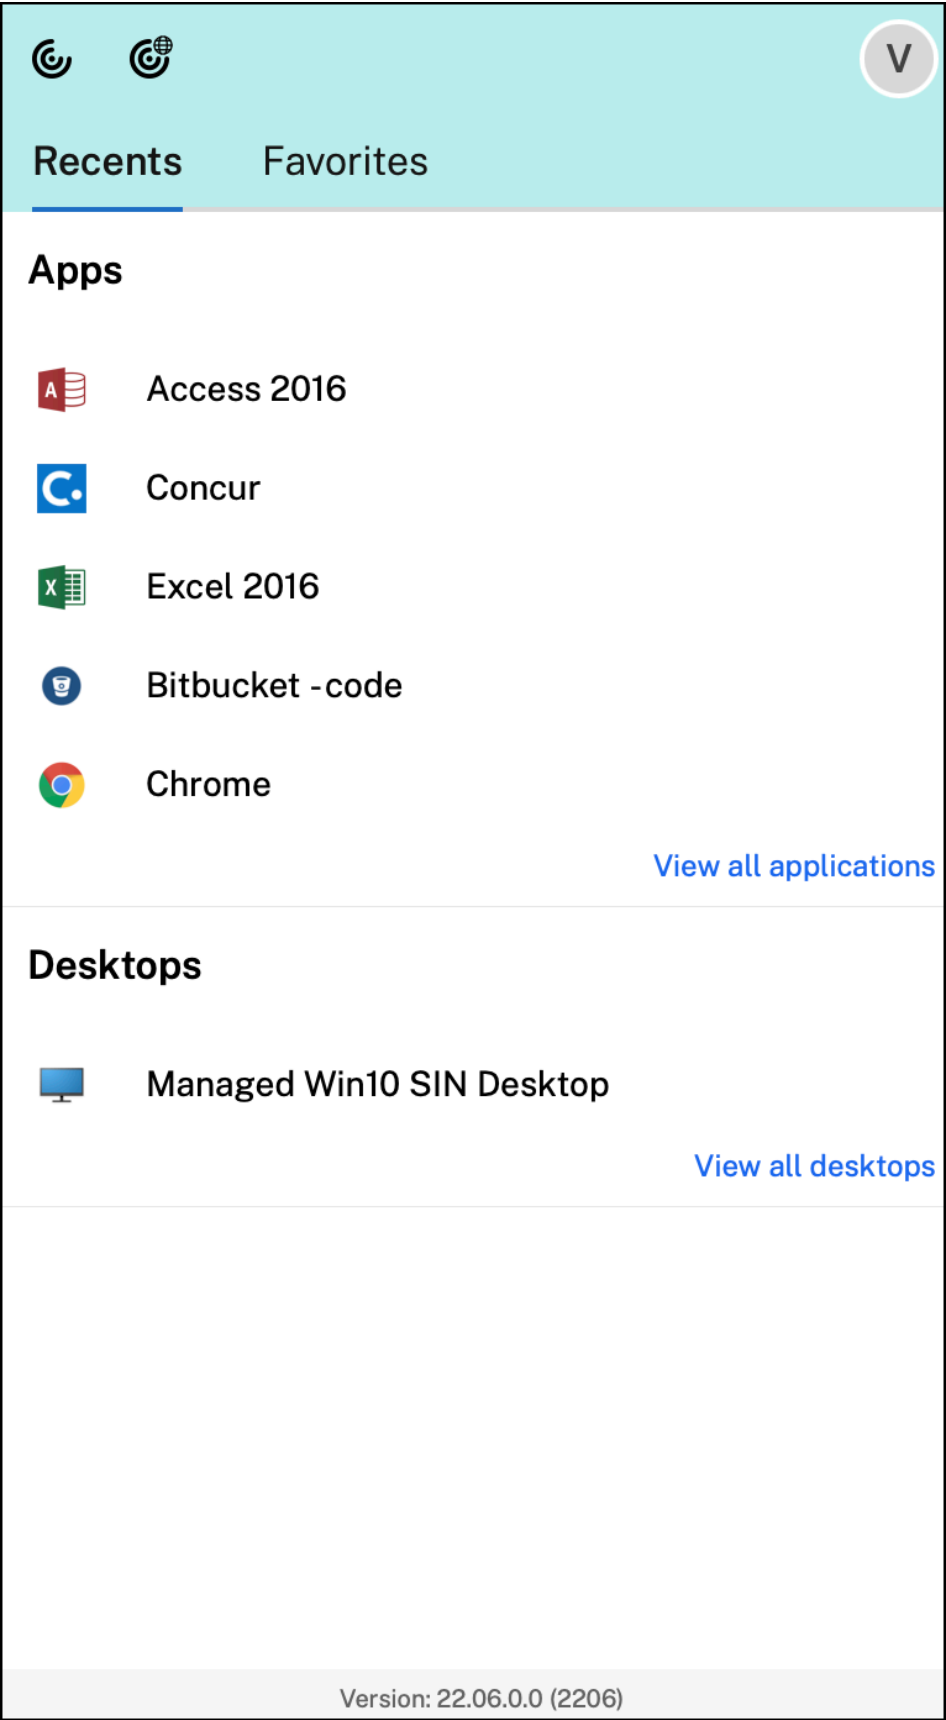 V
Recents Favorites
Apps
A Access 2016
C. Concur
X Excel 2016
Bitbucket - code
Chrome
View all applications
Desktops
Managed Win10 SIN Desktop
View all desktops
Version: 22.06.0.0 (2206)